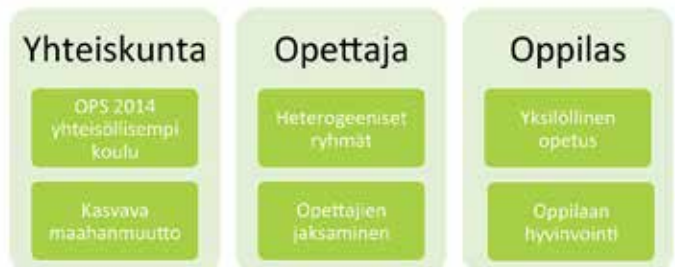 Yhteiskunta
OPS 2014
yhteisöllisempi
koulu
Kasvava
maahanmuutto
Opettaja
Heterogeeniset
ryhmät
Opettajien
jaksaminen
Oppilas
Yksilöllinen
opetus
Oppilaan
hyvinvointi